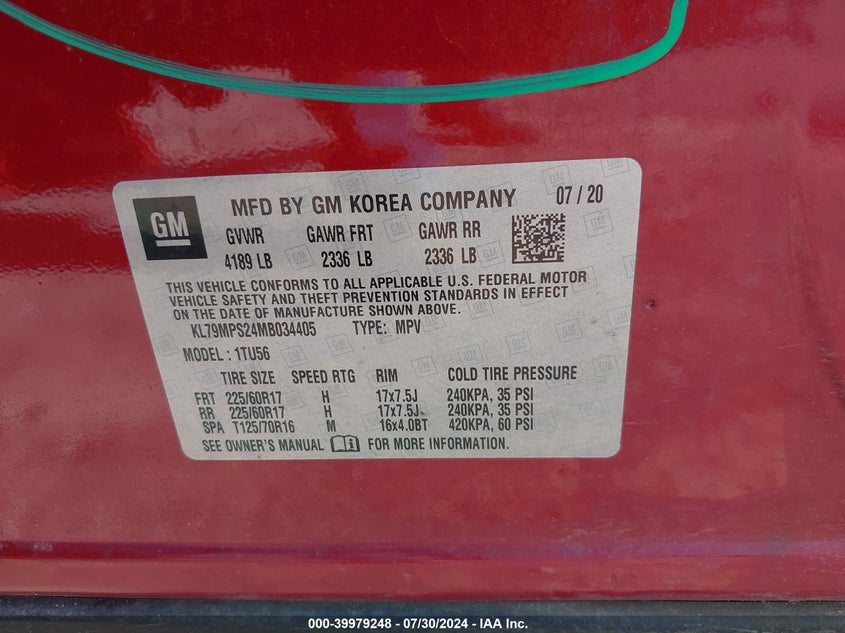 GM MFD BY GM KOREA COMPANY 07 / 20
GVWR GAWR FRT GAWR RR
4189 LB 2336 LB 2336 LB
THIS VEHICLE CONFORMS TO ALL APPLICABLE U.S. FEDERAL MOTOR
VEHICLE SAFETY AND THEFT PREVENTION STANDARDS IN EFFECT
ON THE DATE OF MANUFACTURE SHOWN ABOVE.
KL79MPS24MB034405 TYPE: MPV
MODEL : 1TU56
TIRE SIZE SPEED RTG RIM COLD TIRE PRESSURE
FRT 225/60R17 H 17x7.5J 240KPA, 35 PSI
RR 225/60R17 H 17x7.5J 240KPA, 35 PSI
SPA T125/70R16 M 16x4.0BT 420KPA, 60 PSI
SEE OWNER'S MANUAL FOR MORE INFORMATION.
000-39979248 - 07/30/2024 - IAA Inc.